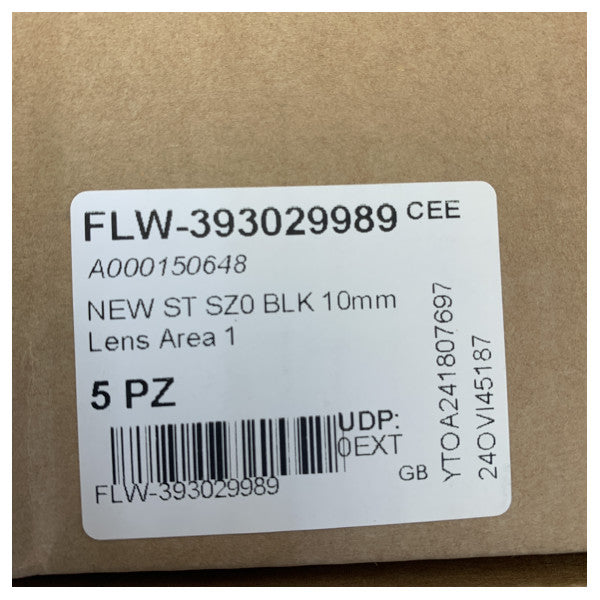 FLW-393029989 CEE
A000150648
NEW ST SZ0 BLK 10mm
Lens Area 1
5 PZ
UDP:
0EXT
FLW-393029989
GB
YTOA241807697
24OVI45187